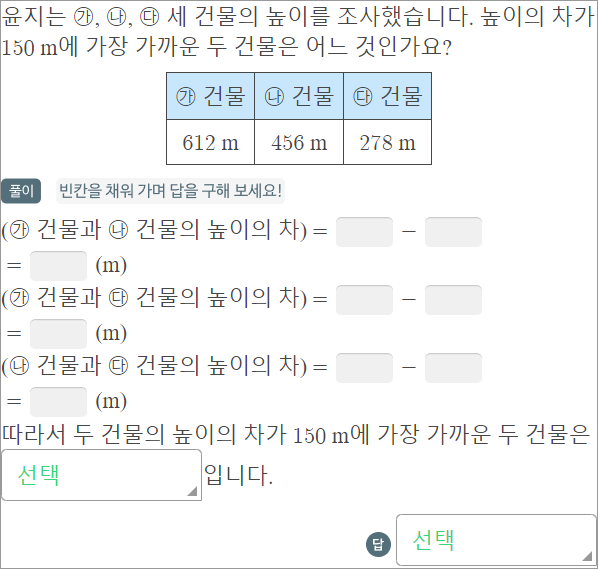 윤지는 ㉮, ㉯, ㉰ 세 건물의 높이를 조사했습니다. 높이의 차가
150 m에 가장 가까운 두 건물은 어느 것인가요?
㉮ 건물 ㉯ 건물 ㉰ 건물
612 m 456 m 278 m
풀이 빈칸을 채워 가며 답을 구해 보세요!
(㉮ 건물과 ㉯ 건물의 높이의 차) = −
= (m)
(㉮ 건물과 ㉰ 건물의 높이의 차) = −
= (m)
(㉯ 건물과 ㉰ 건물의 높이의 차) = −
= (m)
따라서 두 건물의 높이의 차가 150 m에 가장 가까운 두 건물은
선택 입니다.
답 선택